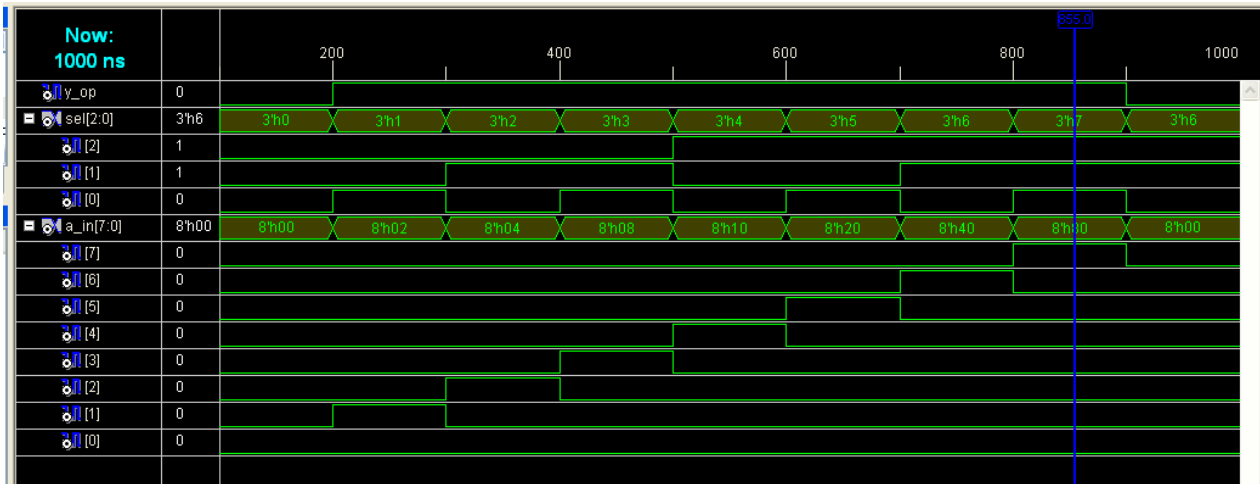 855.0
Now:
1000 ns
200 400 600 800 1000
y_op 0
sel[2:0] 3'h6 3'h0 3'h1 3'h2 3'h3 3'h4 3'h5 3'h6 3'h7 3'h6
[2] 1
[1] 1
[0] 0
a_in[7:0] 8'h00 8'h00 8'h02 8'h04 8'h08 8'h10 8'h20 8'h40 8'h80 8'h00
[7] 0
[6] 0
[5] 0
[4] 0
[3] 0
[2] 0
[1] 0
[0] 0